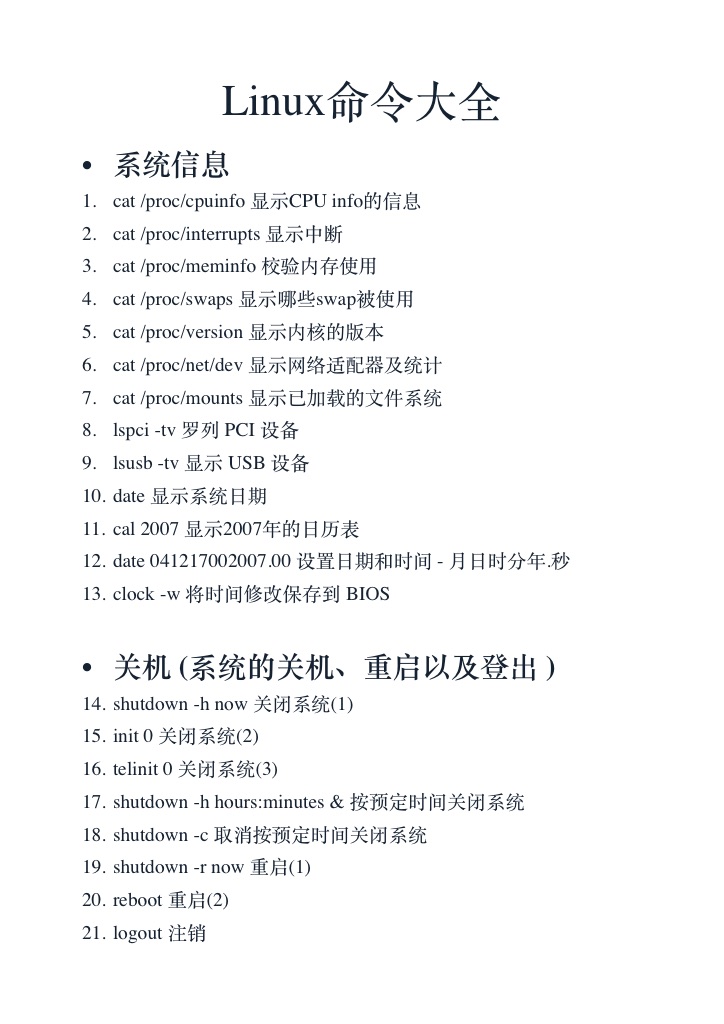 Linux命令大全
• 系统信息
1. cat /proc/cpuinfo 显示CPU info的信息
2. cat /proc/interrupts 显示中断
3. cat /proc/meminfo 校验内存使用
4. cat /proc/swaps 显示哪些swap被使用
5. cat /proc/version 显示内核的版本
6. cat /proc/net/dev 显示网络适配器及统计
7. cat /proc/mounts 显示已加载的文件系统
8. lspci -tv 罗列 PCI 设备
9. lsusb -tv 显示 USB 设备
10. date 显示系统日期
11. cal 2007 显示2007年的日历表
12. date 041217002007.00 设置日期和时间 - 月日时分年.秒
13. clock -w 将时间修改保存到 BIOS
• 关机 (系统的关机、重启以及登出 )
14. shutdown -h now 关闭系统(1)
15. init 0 关闭系统(2)
16. telinit 0 关闭系统(3)
17. shutdown -h hours:minutes & 按预定时间关闭系统
18. shutdown -c 取消按预定时间关闭系统
19. shutdown -r now 重启(1)
20. reboot 重启(2)
21. logout 注销